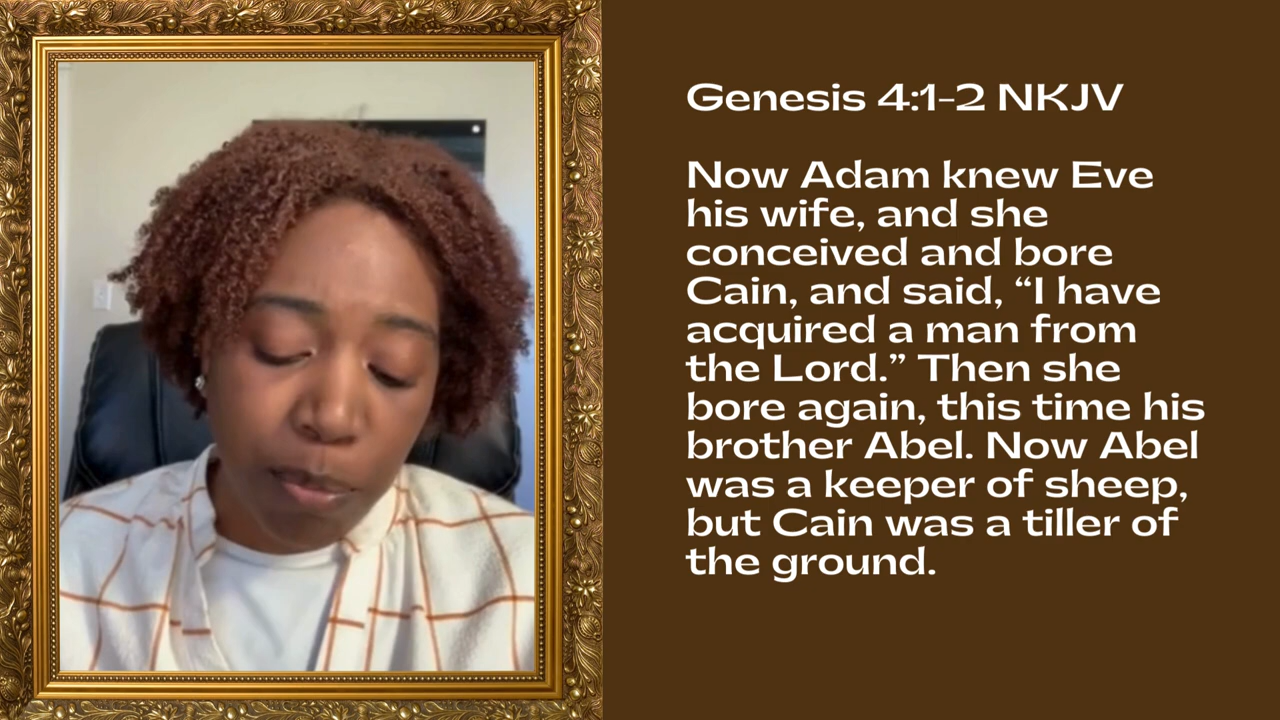 Genesis 4:1-2 NKJV
Now Adam knew Eve
his wife, and she
conceived and bore
Cain, and said, “I have
acquired a man from
the Lord.” Then she
bore again, this time his
brother Abel. Now Abel
was a keeper of sheep,
but Cain was a tiller of
the ground.